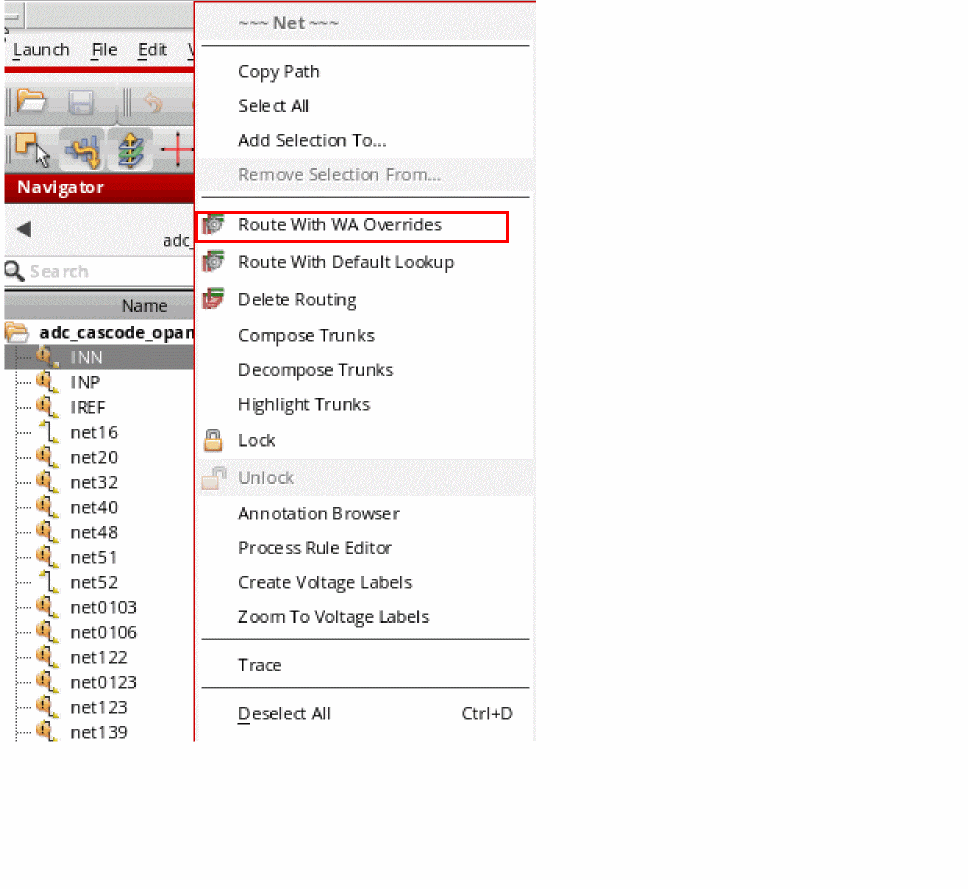 Launch File Edit
Navigator
adc_
Search
Name
adc_cascode_opam
INN
INP
IREF
net16
net20
net32
net40
net48
net51
net52
net0103
net0106
net122
net0123
net123
net139
~~~ Net ~~~
Copy Path
Select All
Add Selection To...
Remove Selection From...
Route With WA Overrides
Route With Default Lookup
Delete Routing
Compose Trunks
Decompose Trunks
Highlight Trunks
Lock
Unlock
Annotation Browser
Process Rule Editor
Create Voltage Labels
Zoom To Voltage Labels
Trace
Deselect All Ctrl+D